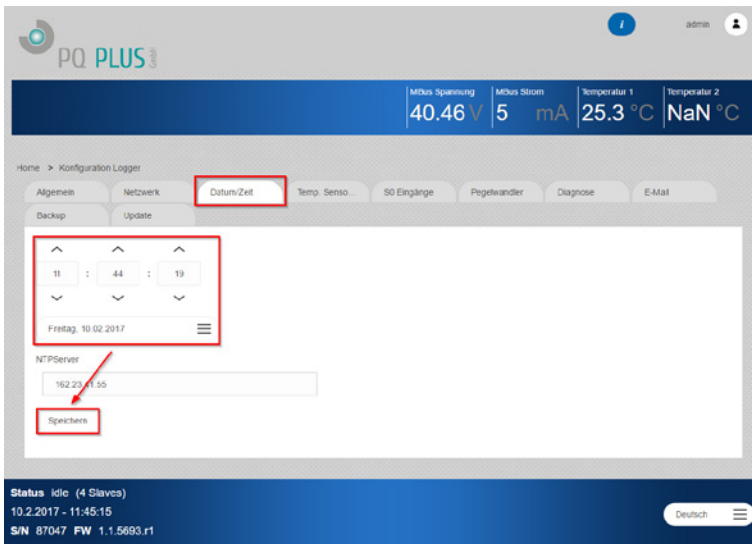 i admin
PQ PLUS GmbH
MBus Spannung MBus Strom Temperatur 1 Temperatur 2
40.46 V 5 mA 25.3 °C NaN °C
Home > Konfiguration Logger
Allgemein Netzwerk Datum/Zeit Temp. Senso... S0 Eingänge Pegelwandler Diagnose E-Mail
Backup Update
11 : 44 : 19
Freitag, 10.02.2017
NTPServer
Speichern
Status Idle (4 Slaves)
10.2.2017 - 11:45:15
Deutsch
S/N 87047 FW 1.1.5693.r1